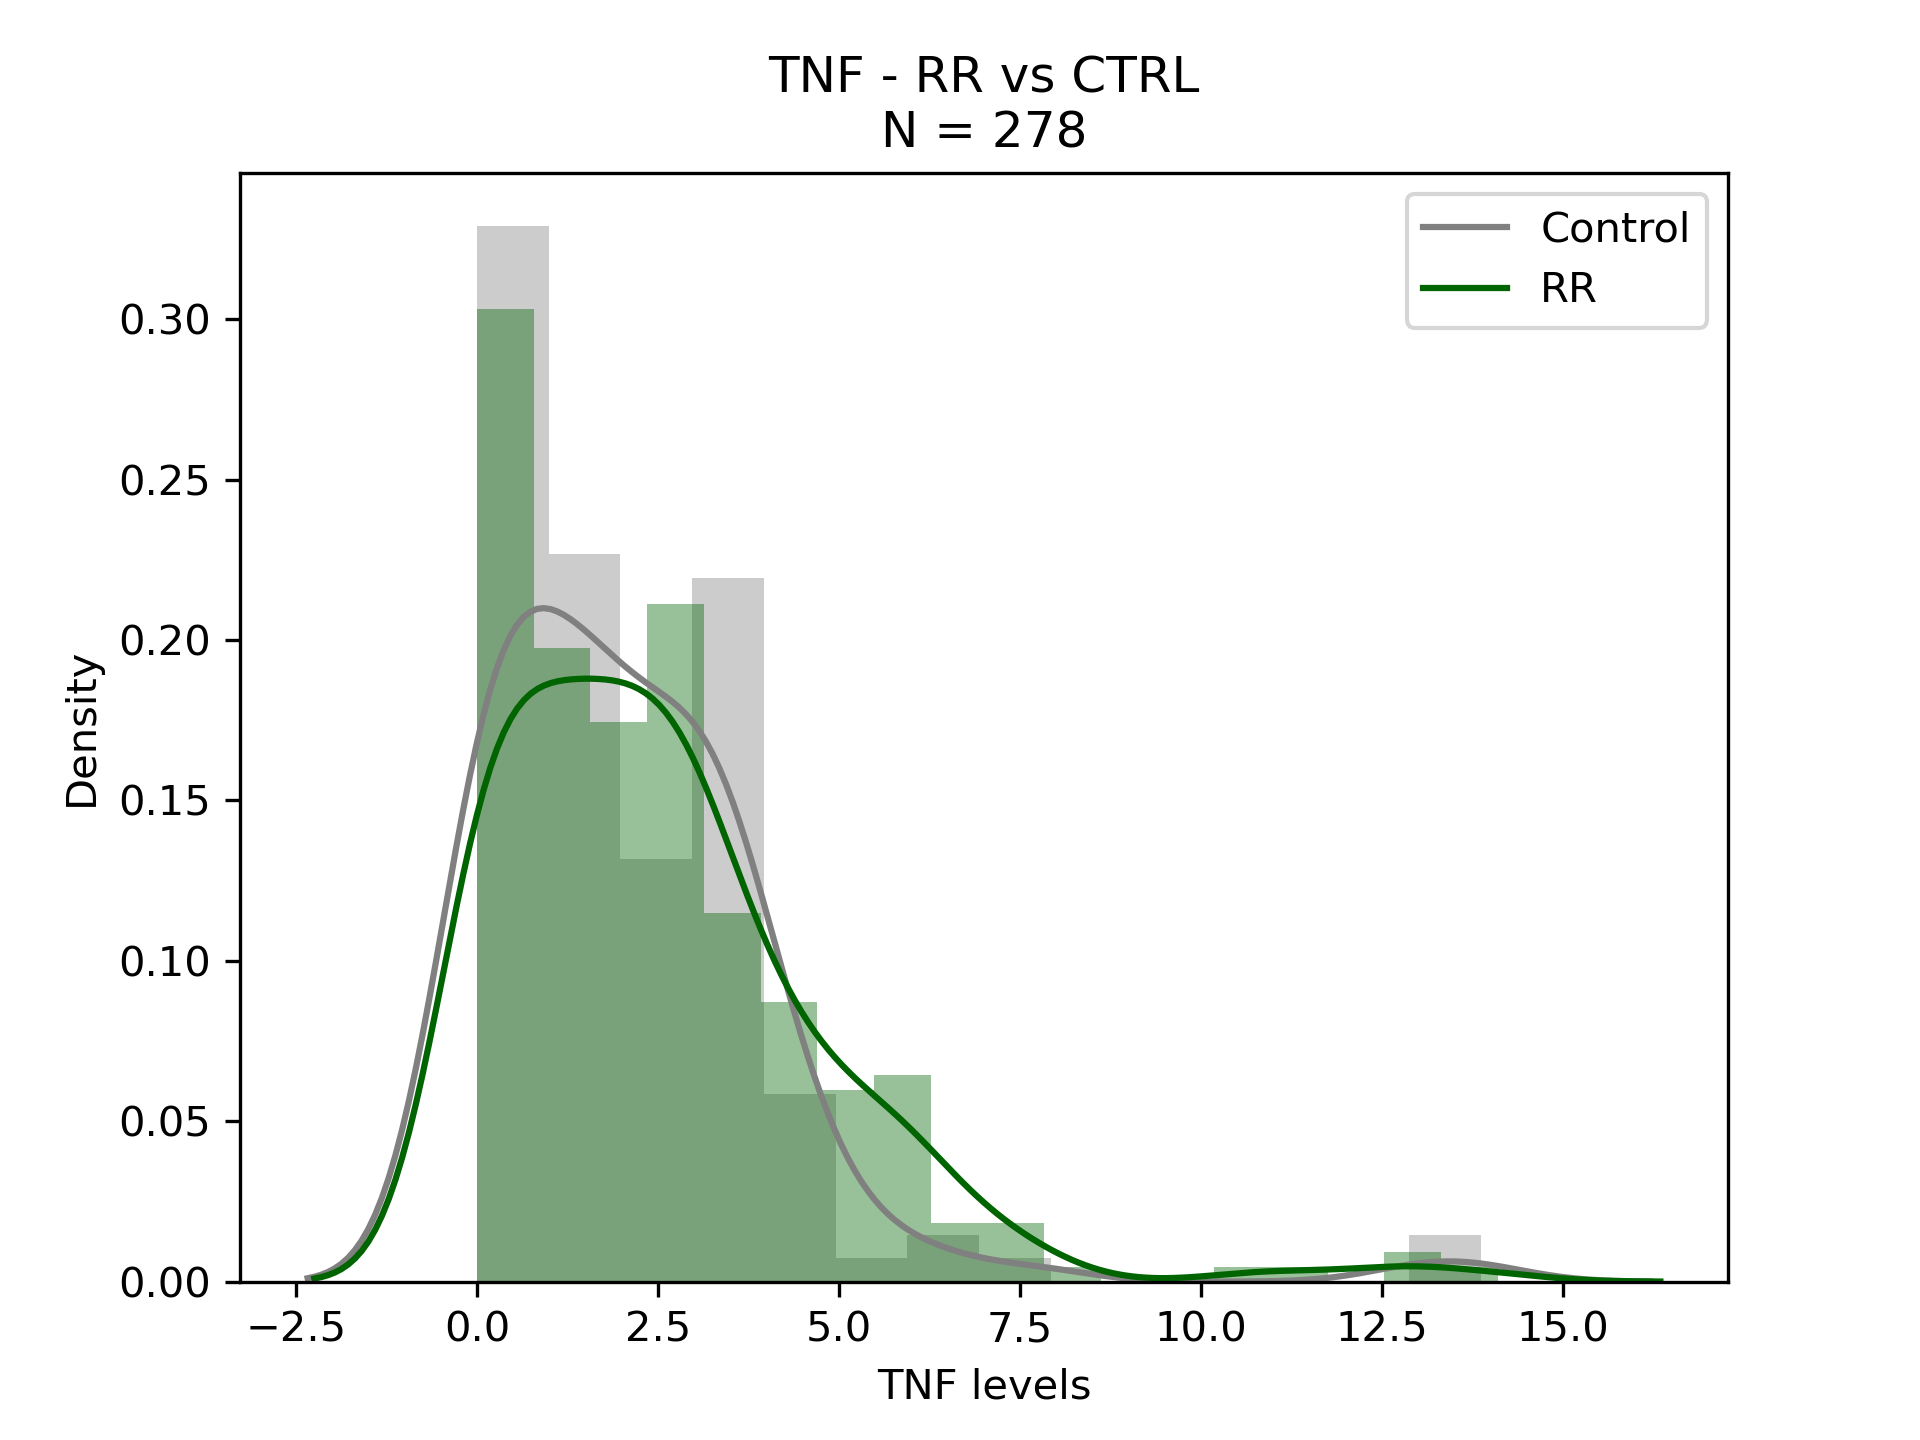 TNF - RR vs CTRL
N = 278
Control
RR
0.30
0.25
0.20
0.15
0.10
0.05
0.00
Density
−2.5 0.0 2.5 5.0 7.5 10.0 12.5 15.0
TNF levels